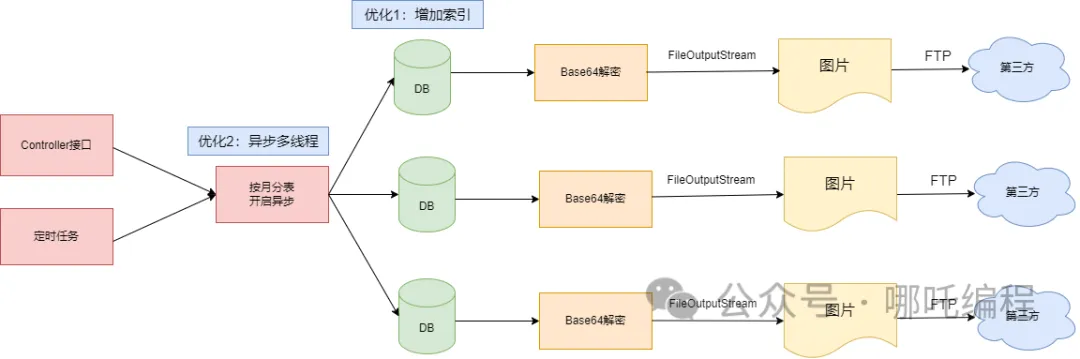 优化1：增加索引
DB
Base64解密
FileOutputStream
图片
FTP
第三方
Controller接口
优化2：异步多线程
按月分表
开启异步
定时任务
DB
Base64解密
FileOutputStream
图片
FTP
第三方
DB
Base64解密
FileOutputStream
图片
FTP
第三方
公众号·哪吒编程